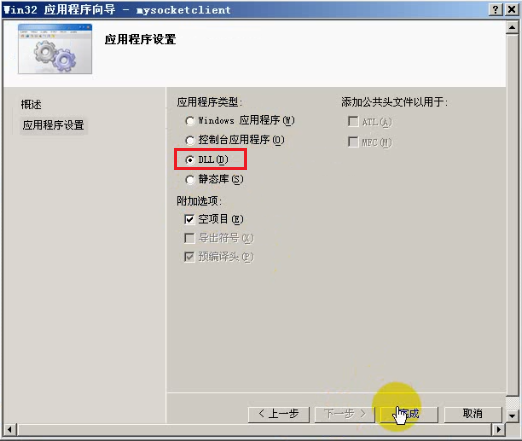 Win32 应用程序向导 - mysocketclient
应用程序设置
概述
应用程序设置
应用程序类型:
Windows 应用程序(W)
控制台应用程序(O)
DLL(D)
静态库(S)
附加选项:
空项目(E)
导出符号(X)
预编译头(P)
添加公共头文件以用于:
ATL(A)
MFC(M)
< 上一步
下一步 >
成
取消